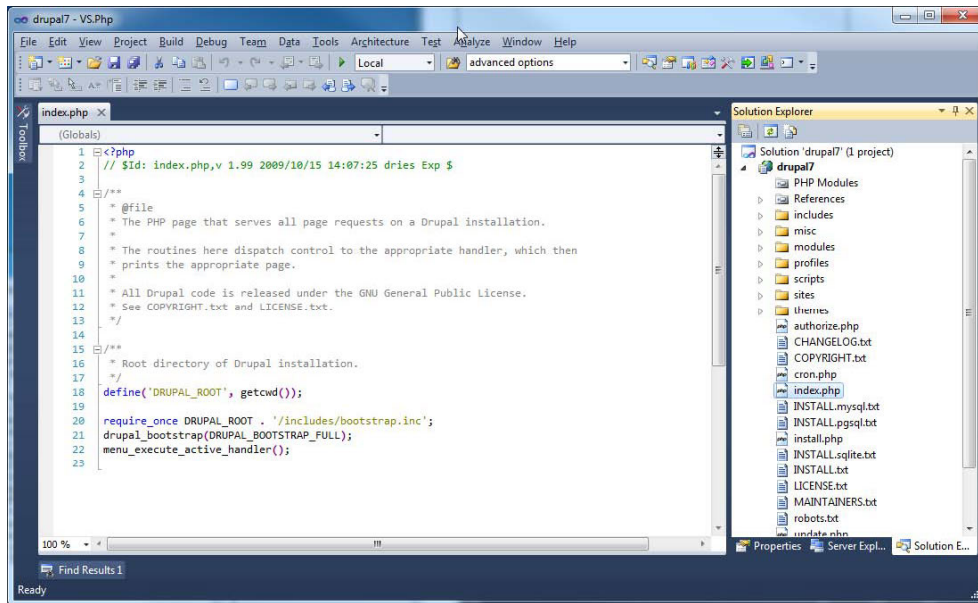 drupal7 - VS.Php
File Edit View Project Build Debug Team Data Tools Architecture Test Analyze Window Help
Local advanced options
Toolbox
index.php
(Globals)
1 <?php
2 // $Id: index.php,v 1.99 2009/10/15 14:07:25 dries Exp $
3
4 /**
5 * @file
6 * The PHP page that serves all page requests on a Drupal installation.
7 *
8 * The routines here dispatch control to the appropriate handler, which then
9 * prints the appropriate page.
10 *
11 * All Drupal code is released under the GNU General Public License.
12 * See COPYRIGHT.txt and LICENSE.txt.
13 */
14
15 /**
16 * Root directory of Drupal installation.
17 */
18 define('DRUPAL_ROOT', getcwd());
19
20 require_once DRUPAL_ROOT . '/includes/bootstrap.inc';
21 drupal_bootstrap(DRUPAL_BOOTSTRAP_FULL);
22 menu_execute_active_handler();
23
100 %
Solution Explorer
Solution 'drupal7' (1 project)
drupal7
PHP Modules
References
includes
misc
modules
profiles
scripts
sites
themes
authorize.php
CHANGELOG.txt
COPYRIGHT.txt
cron.php
index.php
INSTALL.mysql.txt
INSTALL.pgsql.txt
install.php
INSTALL.sqlite.txt
INSTALL.txt
LICENSE.txt
MAINTAINERS.txt
robots.txt
update.php
Properties Server Expl... Solution E...
Find Results 1
Ready